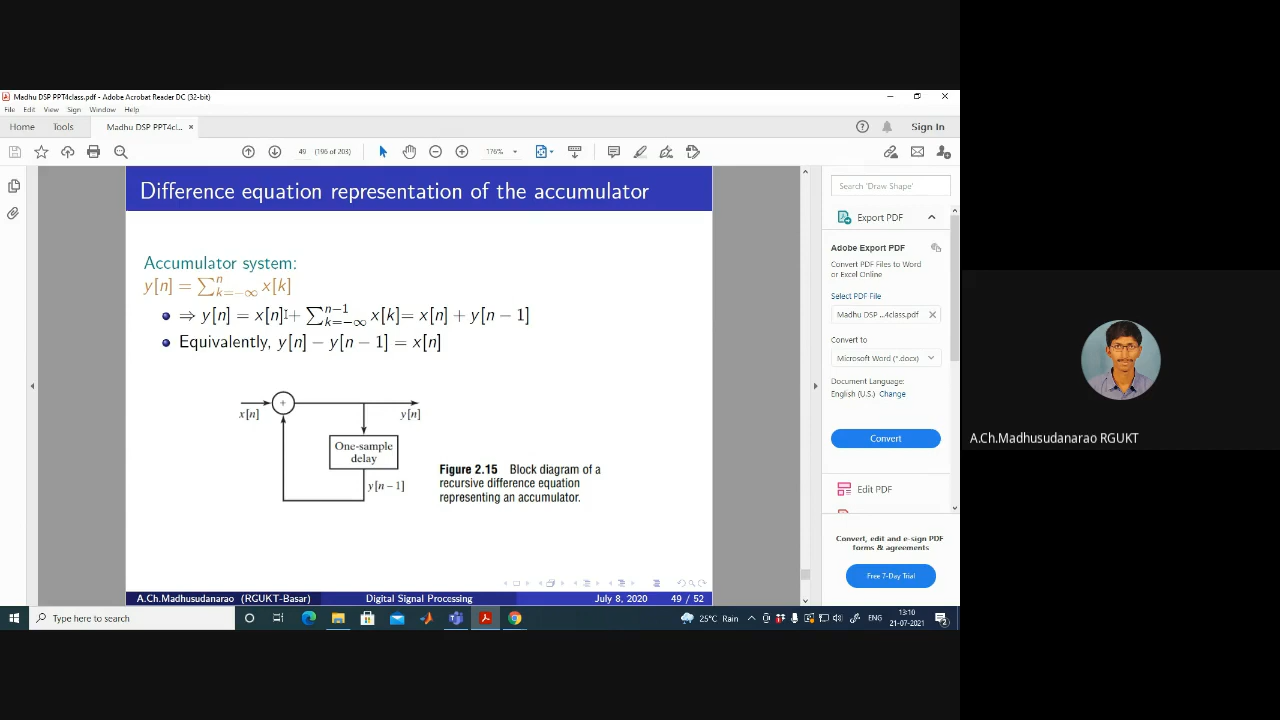 Madhu DSP PPT4class.pdf - Adobe Acrobat Reader DC (32-bit)
File Edit View Sign Window Help
Home Tools Madhu DSP PPT4cl... × Sign In
49 (196 of 203) 176%
Difference equation representation of the accumulator
Accumulator system:
y[n] = ∑ⁿₖ₌₋∞ x[k]
⇒ y[n] = x[n] + ∑ⁿ⁻¹ₖ₌₋∞ x[k] = x[n] + y[n − 1]
Equivalently, y[n] − y[n − 1] = x[n]
+
x[n]
y[n]
One-sample
delay
y[n−1]
Figure 2.15 Block diagram of a
recursive difference equation
representing an accumulator.
A.Ch.Madhusudanarao (RGUKT-Basar) Digital Signal Processing July 8, 2020 49 / 52
Search 'Draw Shape'
Export PDF
Adobe Export PDF
Convert PDF Files to Word
or Excel Online
Select PDF File
Madhu DSP ...4class.pdf ×
Convert to
Microsoft Word (*.docx)
Document Language:
English (U.S.) Change
Convert
Edit PDF
Convert, edit and e-sign PDF
forms & agreements
Free 7-Day Trial
Type here to search
25°C Rain ENG
13:10
21-07-2021
2
A.Ch.Madhusudanarao RGUKT